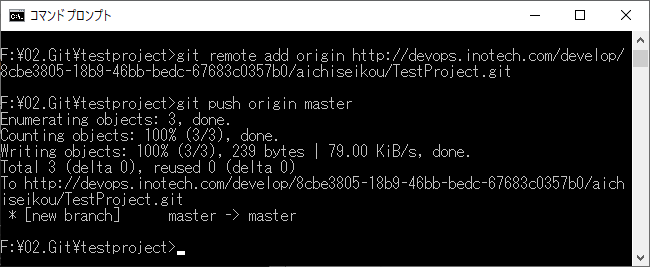 コマンド プロンプト
F:¥02.Git¥testproject>git remote add origin http://devops.inotech.com/develop/
8cbe3805-18b9-46bb-bedc-67683c0357b0/aichiseikou/TestProject.git
F:¥02.Git¥testproject>git push origin master
Enumerating objects: 3, done.
Counting objects: 100% (3/3), done.
Writing objects: 100% (3/3), 239 bytes | 79.00 KiB/s, done.
Total 3 (delta 0), reused 0 (delta 0)
To http://devops.inotech.com/develop/8cbe3805-18b9-46bb-bedc-67683c0357b0/aich
iseikou/TestProject.git
 * [new branch]      master -> master
F:¥02.Git¥testproject>